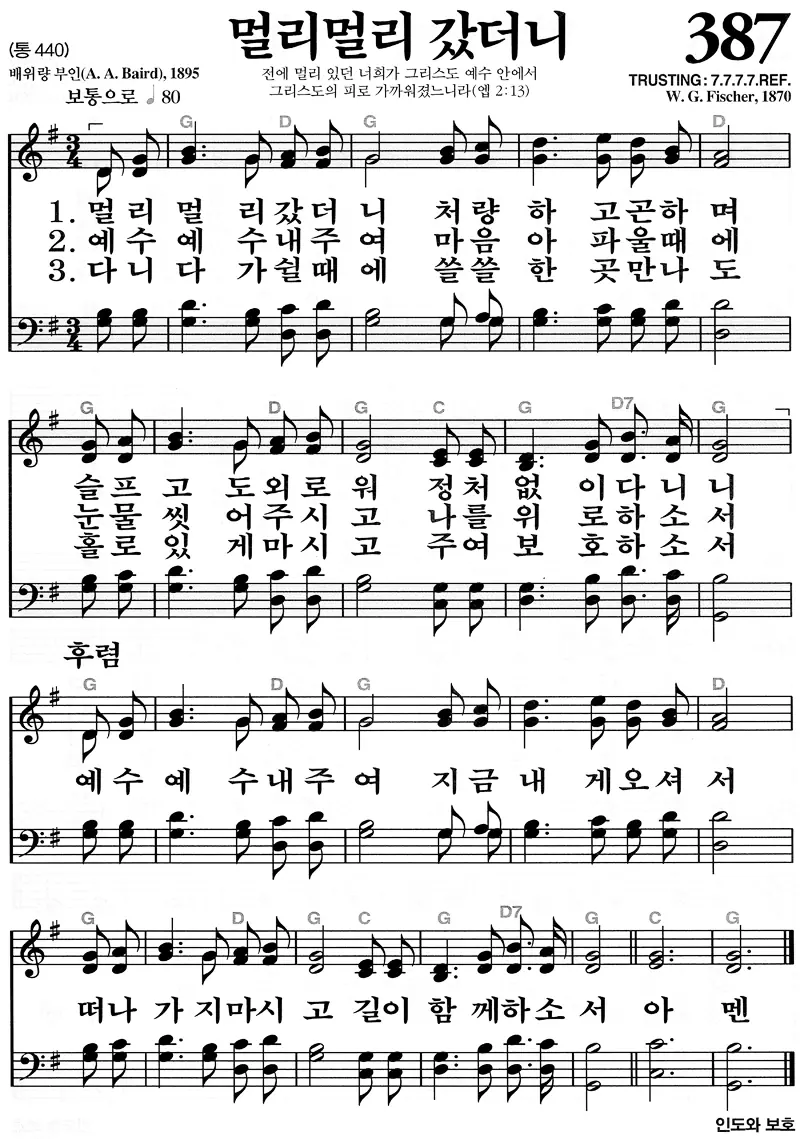 멀리멀리 갔더니
387
(통 440)
배위량 부인(A. A. Baird), 1895
전에 멀리 있던 너희가 그리스도 예수 안에서
그리스도의 피로 가까워졌느니라(엡 2:13)
TRUSTING: 7.7.7.7.REF.
W. G. Fischer, 1870
보통으로 ♩ 80
G D G D
3/4
1. 멀 리 멀 리 갔 더 니 처 량 하 고 곤 하 며
2. 예 수 예 수 내 주 여 마 음 아 파 울 때 에
3. 다 니 다 가 쉴 때 에 쓸 쓸 한 곳 만 나 도
3/4
G D G C G D7 G
슬 프 고 도 외 로 워 정 처 없 이 다 니 니
눈 물 씻 어 주 시 고 나 를 위 로 하 소 서
홀 로 있 게 마 시 고 주 여 보 호 하 소 서
후렴
G D G D
예 수 예 수 내 주 여 지 금 내 게 오 셔 서
G D G C G D7 G C G
떠 나 가 지 마 시 고 길 이 함 께 하 소 서 아 멘
인도와 보호